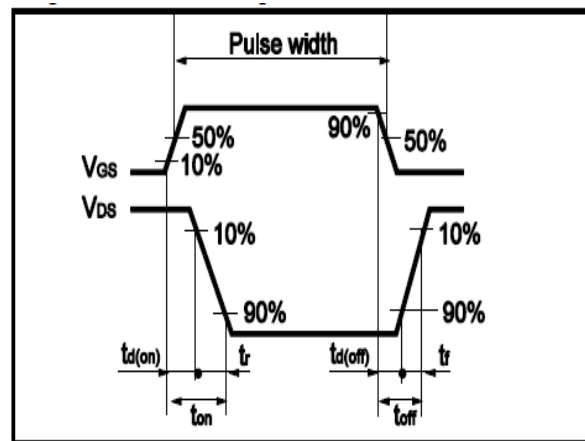 Pulse width
90%
50% 50%
10%
VGS
VDS
10% 10%
90% 90%
td(on) tr td(off) tf
ton toff